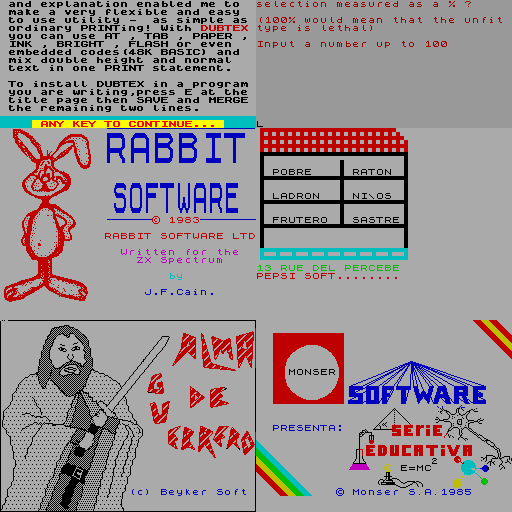 and explanation enabled me to
make a very flexible and easy
to use utility - as simple as
ordinary PRINTing! With DUBTEX
you can use AT , TAB , PAPER ,
INK , BRIGHT , FLASH or even
embedded codes(48K BASIC) and
mix double height and normal
text in one PRINT statement.
To install DUBTEX in a program
you are writing,press E at the
title page then SAVE and MERGE
the remaining two lines.
ANY KEY TO CONTINUE...
selection measured as a % ?
(100% would mean that the unfit
type is lethal)
Input a number up to 100
L
RABBIT
SOFTWARE
© 1983
RABBIT SOFTWARE LTD
Written for the
ZX Spectrum
by
J.F.Cain.
POBRE RATON
LADRON NI\OS
FRUTERO SASTRE
13 RUE DEL PERCEBE
PEPSI SOFT........
ALMA
DE
GUERRERO
(c) Beyker Soft
MONSER
SOFTWARE
PRESENTA:
SERIE
EDUCATIVA
E=MC²
© Monser S.A.1985